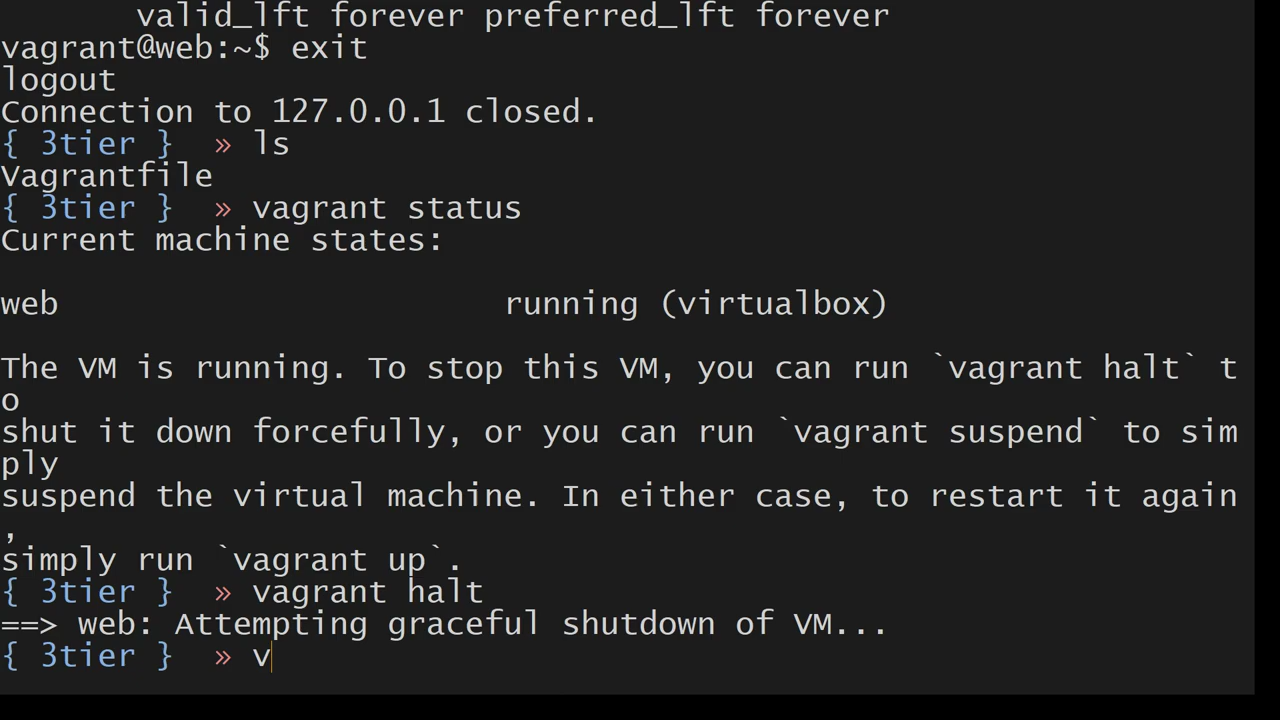 valid_lft forever preferred_lft forever
vagrant@web:~$ exit
logout
Connection to 127.0.0.1 closed.
{ 3tier } » ls
Vagrantfile
{ 3tier } » vagrant status
Current machine states:
web running (virtualbox)
The VM is running. To stop this VM, you can run `vagrant halt` t
o
shut it down forcefully, or you can run `vagrant suspend` to sim
ply
suspend the virtual machine. In either case, to restart it again
,
simply run `vagrant up`.
{ 3tier } » vagrant halt
==> web: Attempting graceful shutdown of VM...
{ 3tier } » v